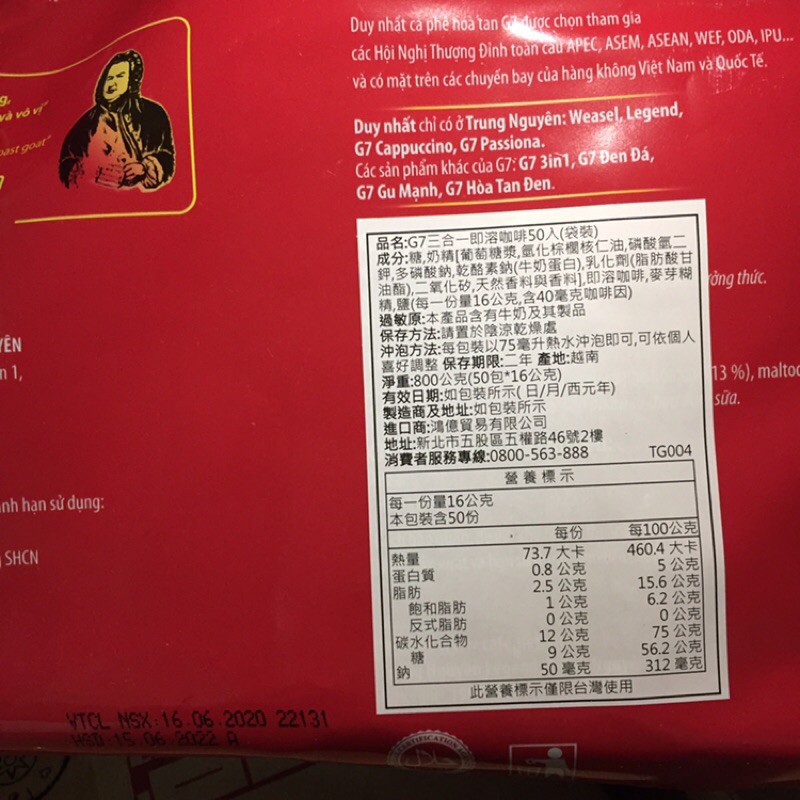 Duy nhất cà phê hòa tan G7 được chọn tham gia
các Hội Nghị Thượng Đỉnh toàn cầu APEC, ASEM, ASEAN, WEF, ODA, IPU...
và có mặt trên các chuyến bay của hàng không Việt Nam và Quốc Tế.
g,
và vô vị"
past goat"
7
Duy nhất chỉ có ở Trung Nguyên: Weasel, Legend,
G7 Cappuccino, G7 Passiona.
Các sản phẩm khác của G7: G7 3in1, G7 Đen Đá,
G7 Gu Mạnh, G7 Hòa Tan Đen.
品名:G7三合一即溶咖啡50入(袋裝)
成分:糖,奶精[葡萄糖漿,氫化棕櫚核仁油,磷酸氫二
鉀,多磷酸鈉,乾酪素鈉(牛奶蛋白),乳化劑(脂肪酸甘
油酯),二氧化矽,天然香料與香料],即溶咖啡,麥芽糊
精,鹽(每一份量16公克,含40毫克咖啡因)
過敏原:本產品含有牛奶及其製品
保存方法:請置於陰涼乾燥處
沖泡方法:每包裝以75毫升熱水沖泡即可,可依個人
喜好調整 保存期限:二年 產地:越南
淨重:800公克(50包*16公克)
有效日期:如包裝所示( 日/月/西元年)
製造商及地址:如包裝所示
進口商:鴻億貿易有限公司
地址:新北市五股區五權路46號2樓
消費者服務專線:0800-563-888 TG004
營養標示
每一份量16公克
本包裝含50份
每份 每100公克
熱量 73.7 大卡 460.4 大卡
蛋白質 0.8 公克 5 公克
脂肪 2.5 公克 15.6 公克
飽和脂肪 1 公克 6.2 公克
反式脂肪 0 公克 0 公克
碳水化合物 12 公克 75 公克
糖 9 公克 56.2 公克
鈉 50 毫克 312 毫克
此營養標示僅限台灣使用
ưởng thức.
13 %), maltoc
sữa.
YÊN
n 1,
nh hạn sử dụng:
SHCN
VTCL NSX:16.06.2020 22131
HSD:15.06.2022 A